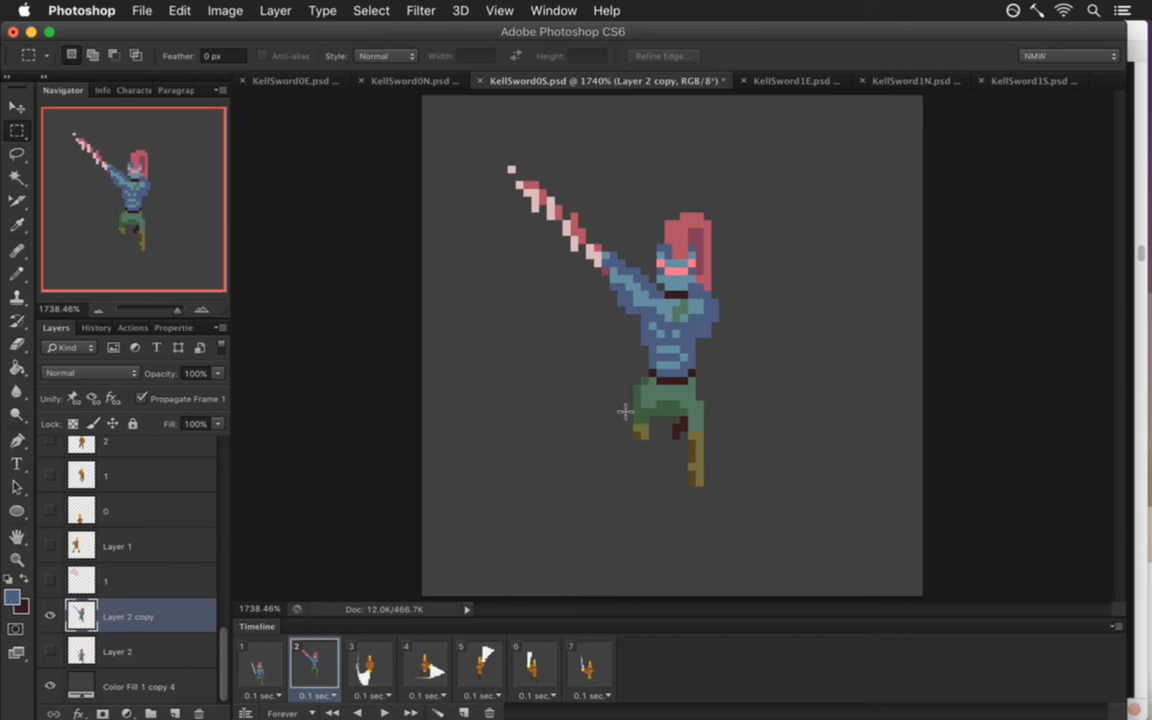 Photoshop File Edit Image Layer Type Select Filter 3D View Window Help
Adobe Photoshop CS6
Feather: 0 px Anti-alias Style: Normal Width: Height: Refine Edge... NMW
KellSword0E.psd ... KellSword0N.psd ... KellSword0S.psd @ 1740% (Layer 2 copy, RGB/8*) * KellSword1E.psd ... KellSword1N.psd ... KellSword1S.psd ...
Navigator Info Characte Paragrap
1738.46%
Layers History Actions Propertie
Kind
Normal Opacity: 100%
Unify: Propagate Frame 1
Lock: Fill: 100%
2
1
0
Layer 1
1
Layer 2 copy
Layer 2
Color Fill 1 copy 4
1738.46% Doc: 12.0K/466.7K
Timeline
1 2 3 4 5 6 7
0.1 sec. 0.1 sec. 0.1 sec. 0.1 sec. 0.1 sec. 0.1 sec. 0.1 sec.
Forever